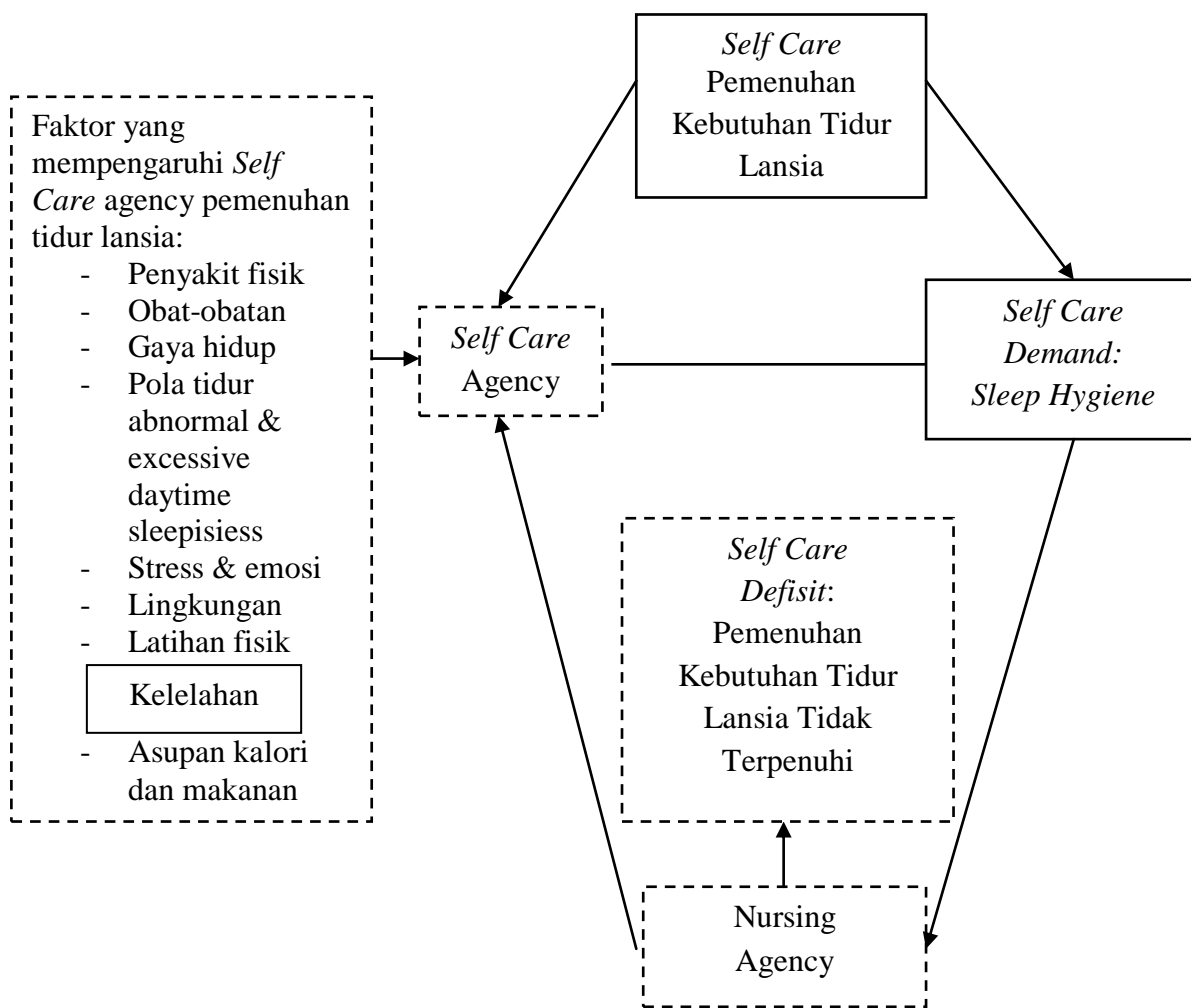 Self Care
Pemenuhan
Kebutuhan Tidur
Lansia
Faktor yang
mempengaruhi Self
Care agency pemenuhan
tidur lansia:
- Penyakit fisik
- Obat-obatan
- Gaya hidup
- Pola tidur
abnormal &
excessive
daytime
sleepisiess
- Stress & emosi
- Lingkungan
- Latihan fisik
Kelelahan
- Asupan kalori
dan makanan
Self Care
Agency
Self Care
Demand:
Sleep Hygiene
Self Care
Defisit:
Pemenuhan
Kebutuhan Tidur
Lansia Tidak
Terpenuhi
Nursing
Agency